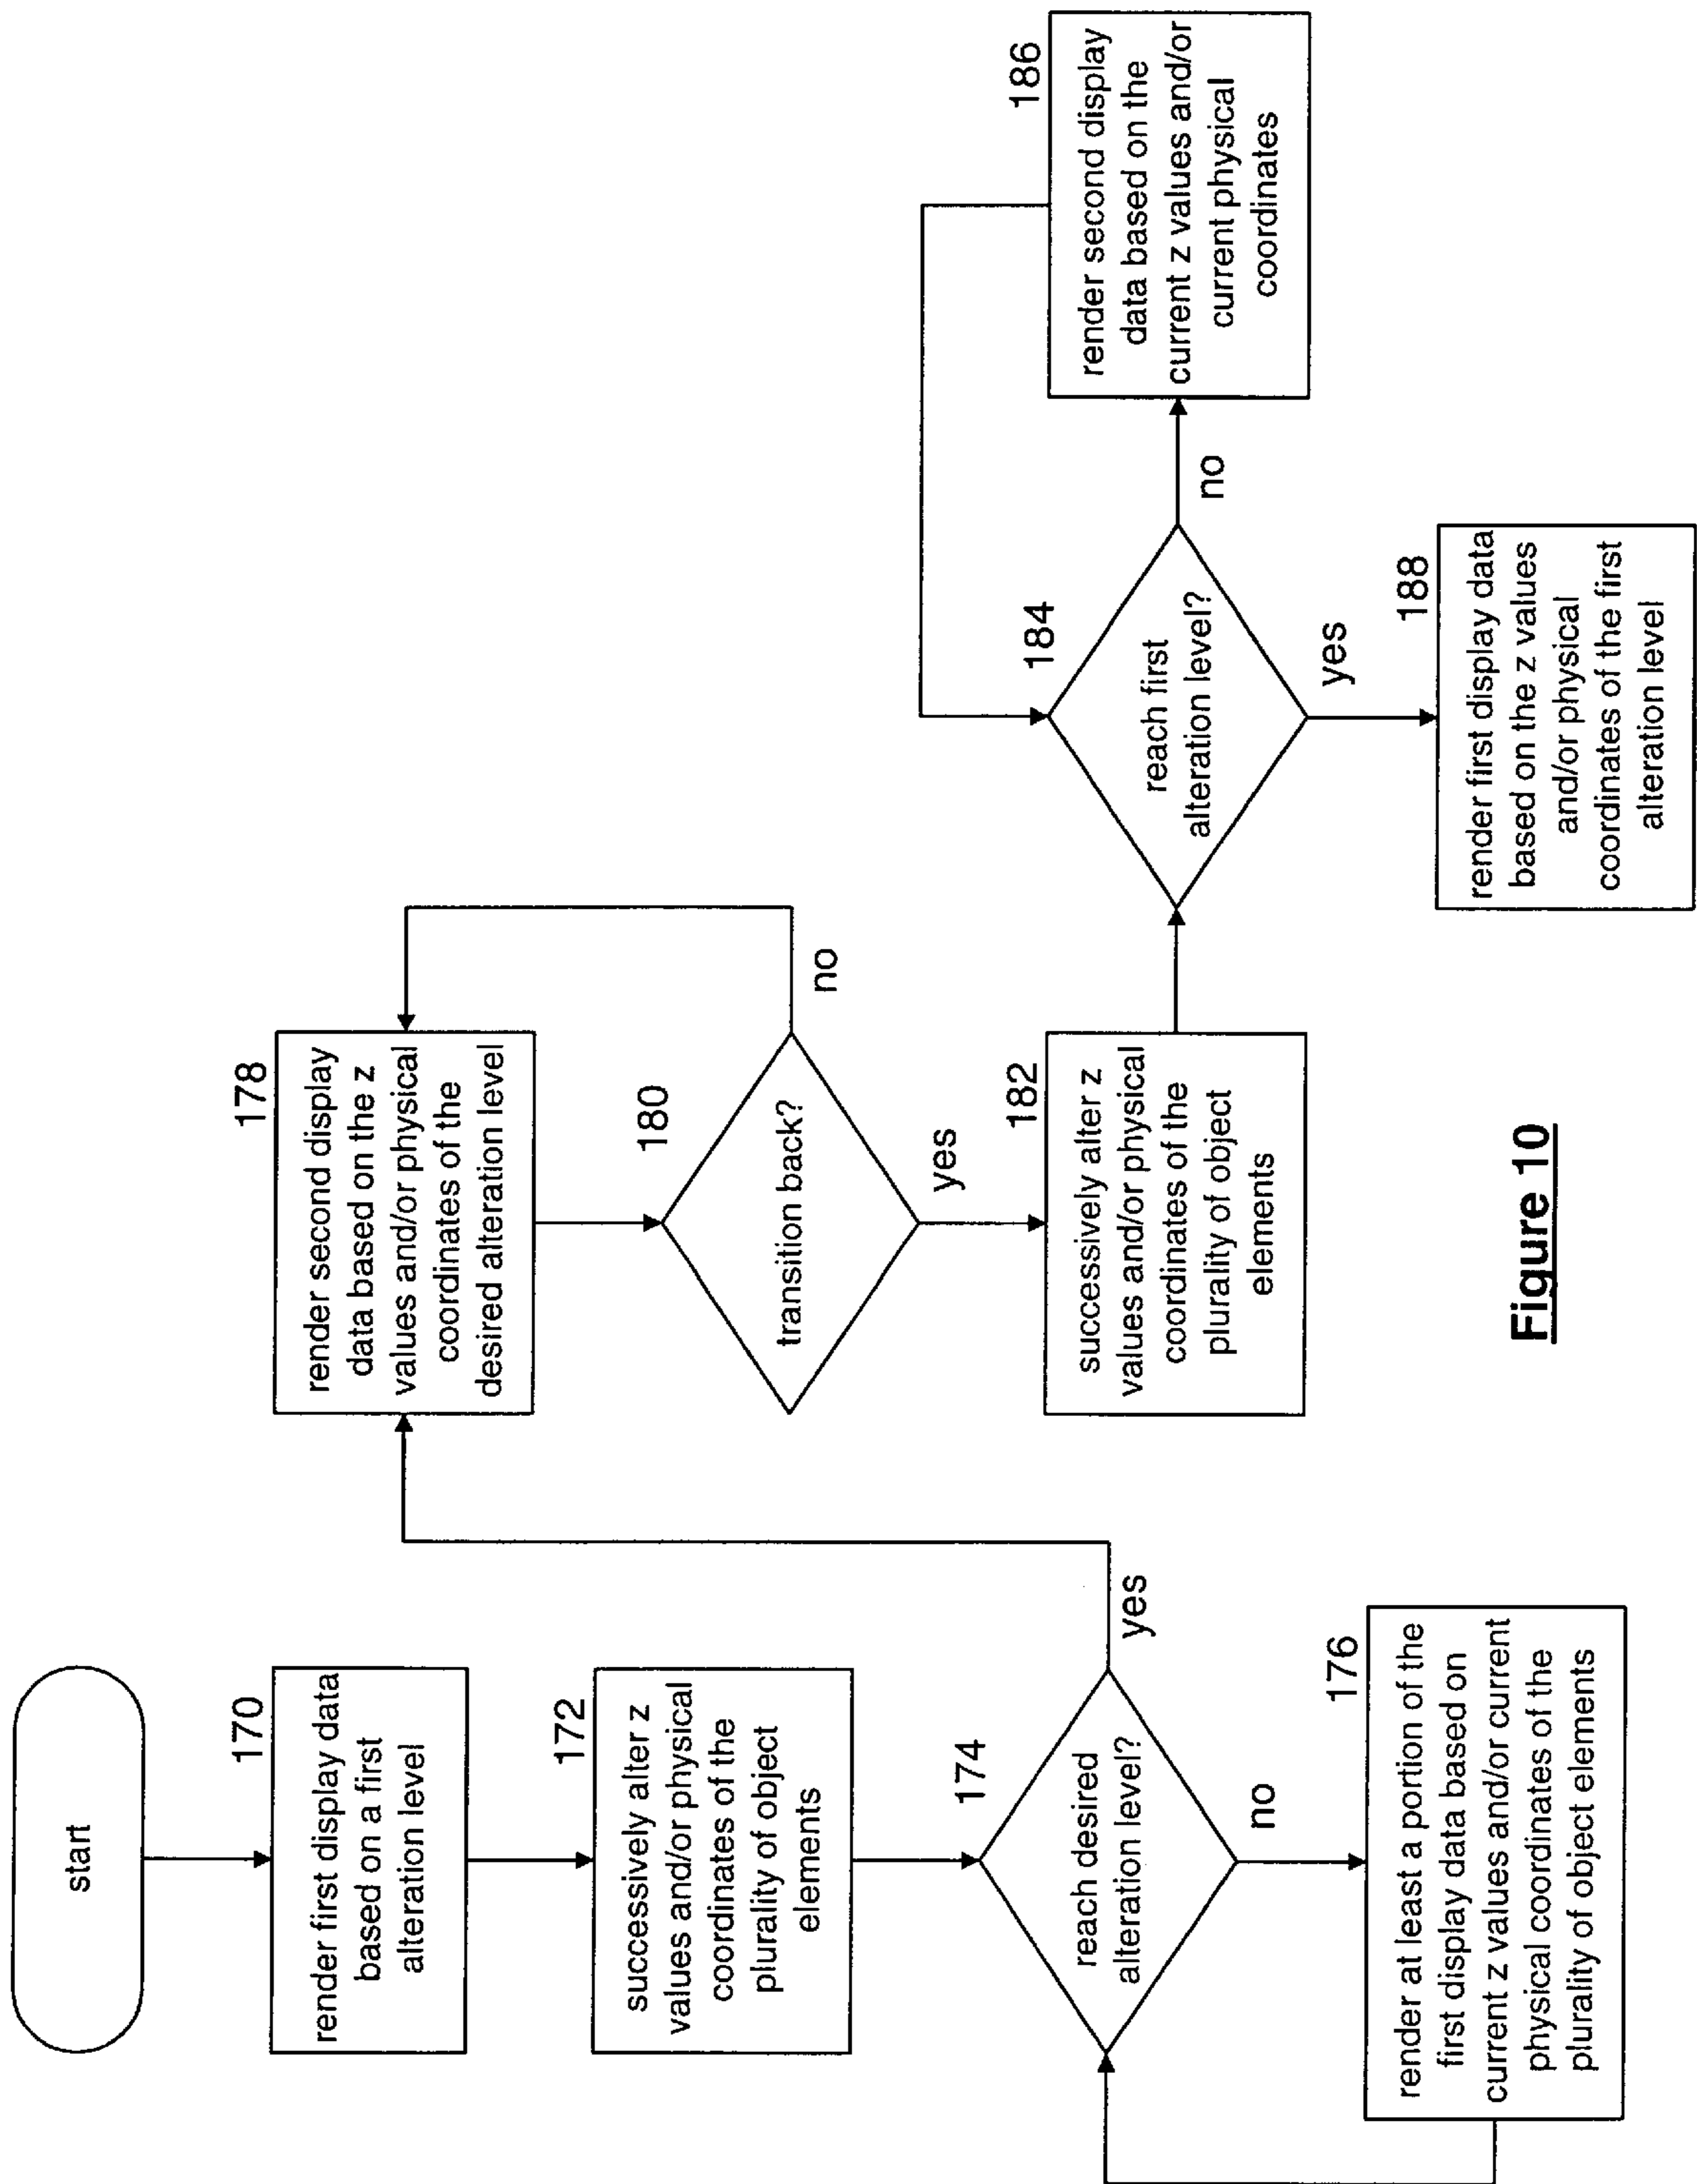 start
170
render first display data
based on a first
alteration level
172
successively alter z
values and/or physical
coordinates of the
plurality of object
elements
174
reach desired
alteration level?
yes
no
176
render at least a portion of the
first display data based on
current z values and/or current
physical coordinates of the
plurality of object elements
178
render second display
data based on the z
values and/or physical
coordinates of the
desired alteration level
180
transition back?
no
yes
182
successively alter z
values and/or physical
coordinates of the
plurality of object
elements
184
reach first
alteration level?
no
yes
186
render second display
data based on the
current z values and/or
current physical
coordinates
188
render first display data
based on the z values
and/or physical
coordinates of the first
alteration level
Figure 10